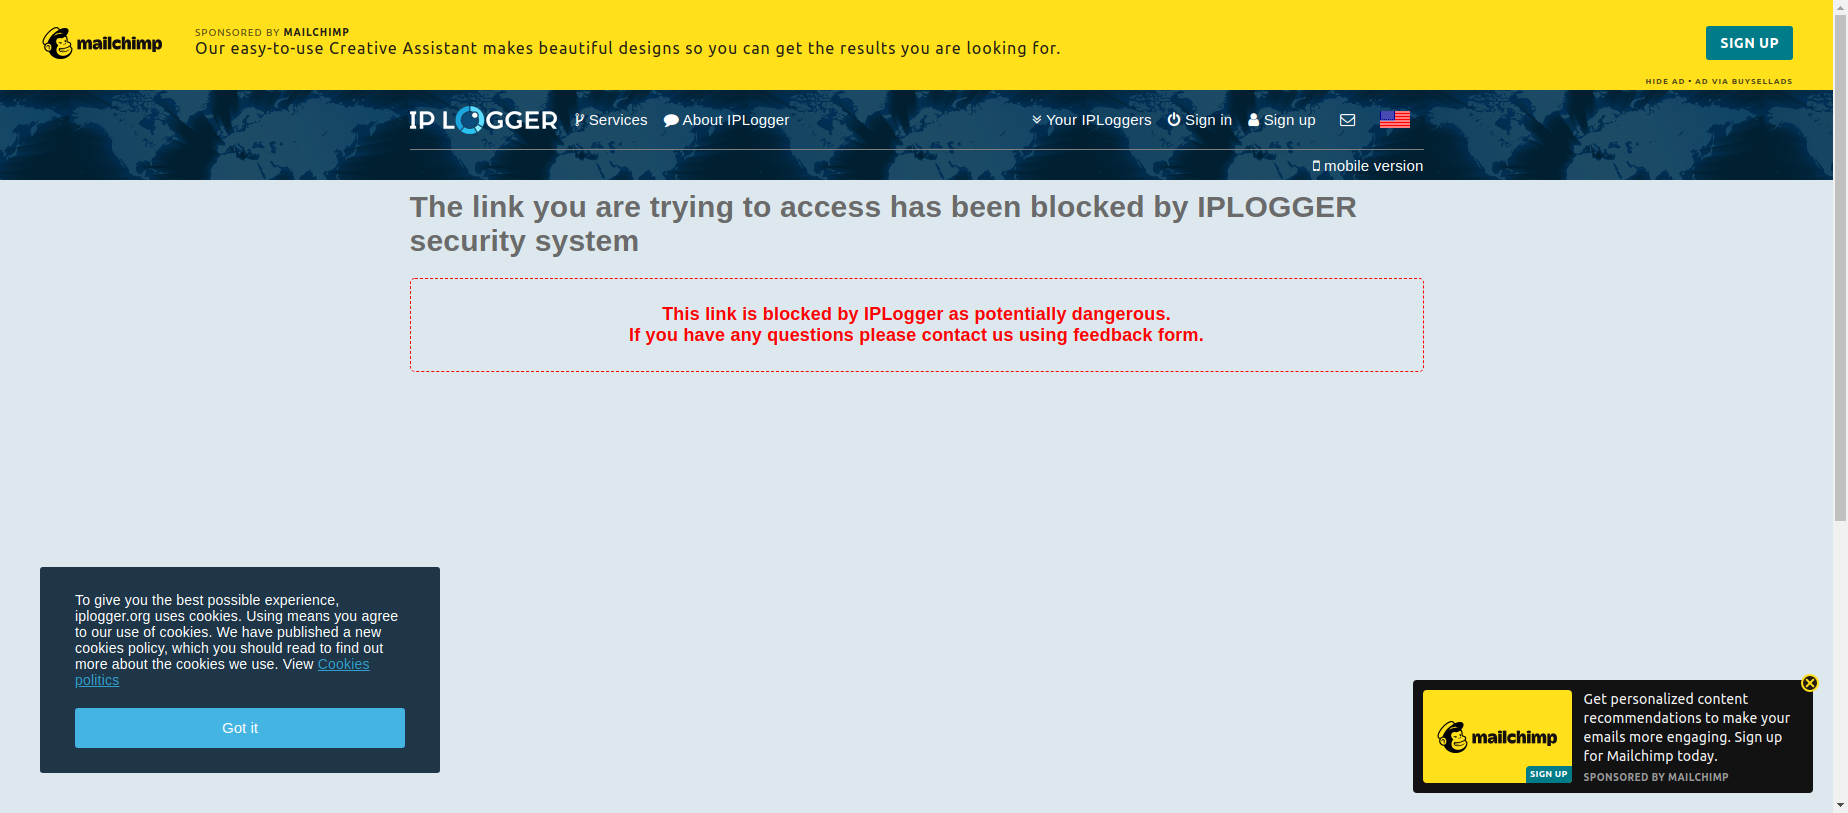 mailchimp
SPONSORED BY MAILCHIMP
Our easy-to-use Creative Assistant makes beautiful designs so you can get the results you are looking for.
SIGN UP
HIDE AD • AD VIA BUYSELLADS
IP LOGGER
Services
About IPLogger
Your IPLoggers
Sign in
Sign up
mobile version
The link you are trying to access has been blocked by IPLOGGER
security system
This link is blocked by IPLogger as potentially dangerous.
If you have any questions please contact us using feedback form.
To give you the best possible experience,
iplogger.org uses cookies. Using means you agree
to our use of cookies. We have published a new
cookies policy, which you should read to find out
more about the cookies we use. View Cookies
politics
Got it
mailchimp
SIGN UP
Get personalized content
recommendations to make your
emails more engaging. Sign up
for Mailchimp today.
SPONSORED BY MAILCHIMP